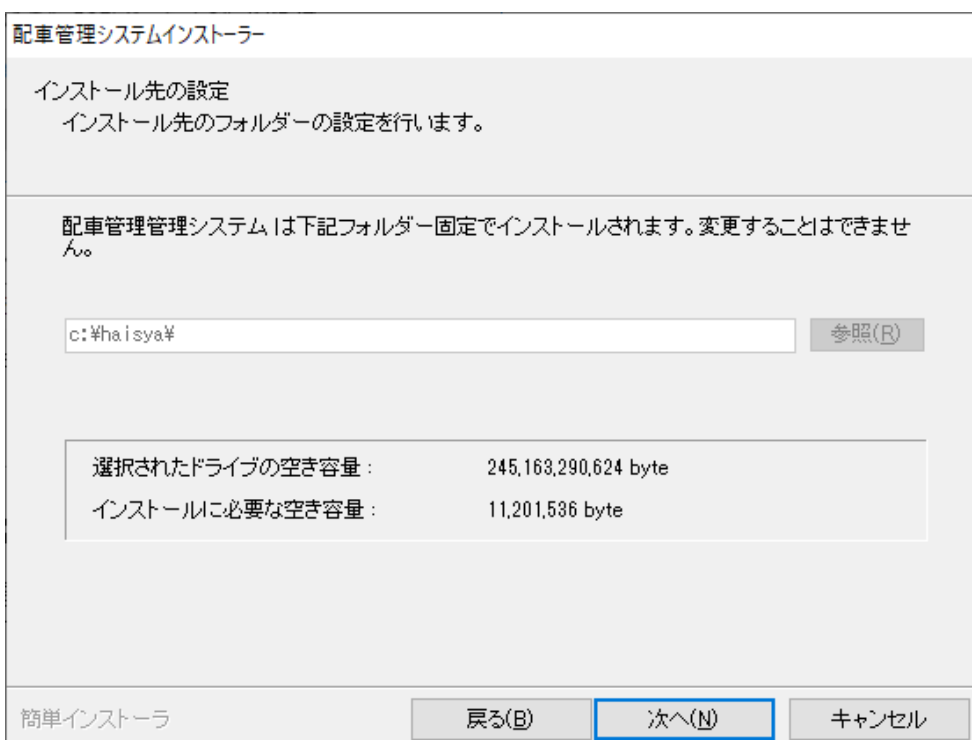 配車管理システムインストーラー
インストール先の設定
インストール先のフォルダーの設定を行います。
配車管理管理システム は下記フォルダー固定でインストールされます。変更することはできませ
ん。
c:¥haisya¥
参照(R)
選択されたドライブの空き容量： 245,163,290,624 byte
インストールに必要な空き容量： 11,201,536 byte
簡単インストーラ
戻る(B) 次へ(N) キャンセル